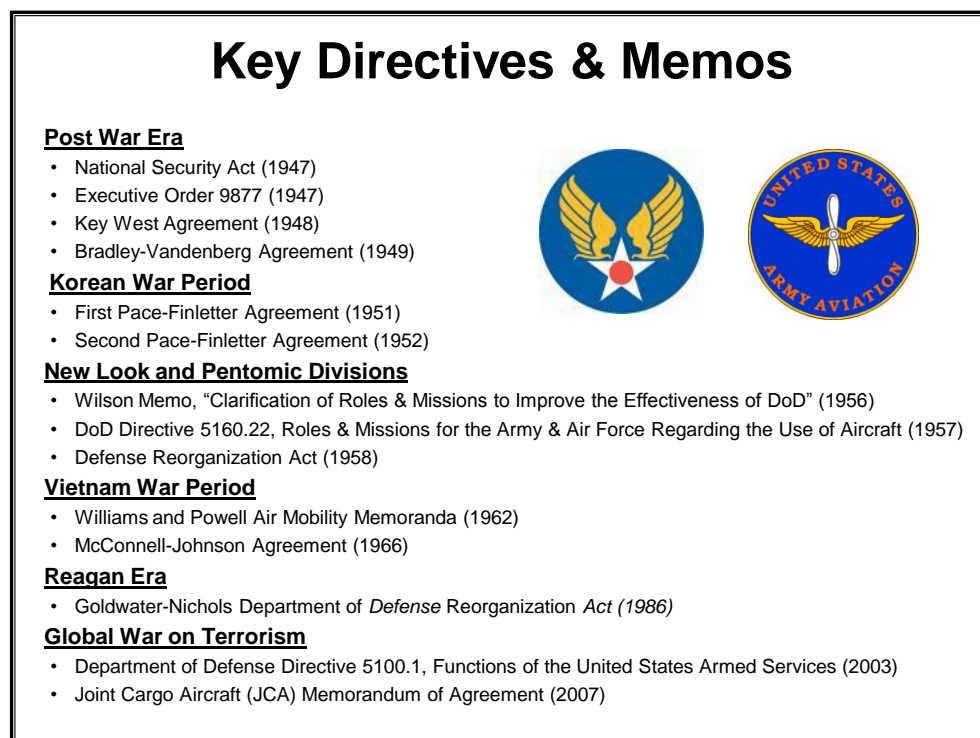 Key Directives & Memos
Post War Era
• National Security Act (1947)
• Executive Order 9877 (1947)
• Key West Agreement (1948)
• Bradley-Vandenberg Agreement (1949)
Korean War Period
• First Pace-Finletter Agreement (1951)
• Second Pace-Finletter Agreement (1952)
New Look and Pentomic Divisions
• Wilson Memo, “Clarification of Roles & Missions to Improve the Effectiveness of DoD” (1956)
• DoD Directive 5160.22, Roles & Missions for the Army & Air Force Regarding the Use of Aircraft (1957)
• Defense Reorganization Act (1958)
Vietnam War Period
• Williams and Powell Air Mobility Memoranda (1962)
• McConnell-Johnson Agreement (1966)
Reagan Era
• Goldwater-Nichols Department of Defense Reorganization Act (1986)
Global War on Terrorism
• Department of Defense Directive 5100.1, Functions of the United States Armed Services (2003)
• Joint Cargo Aircraft (JCA) Memorandum of Agreement (2007)
UNITED STATES
ARMY AVIATION